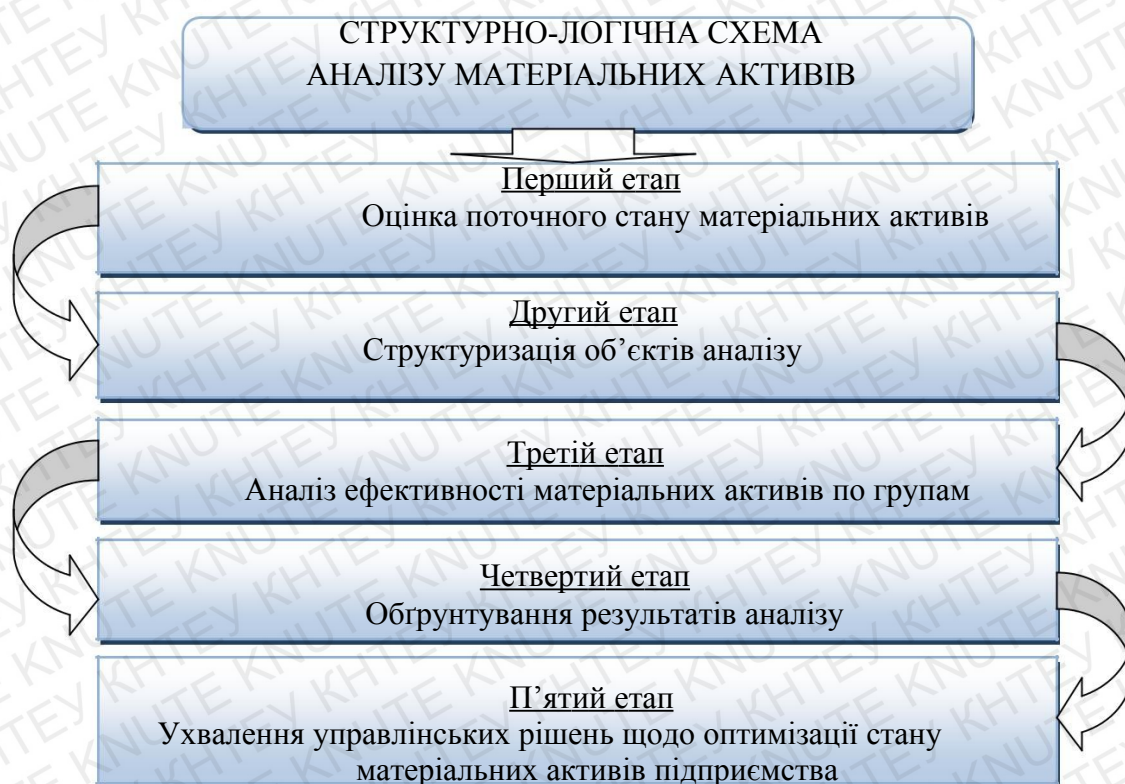 СТРУКТУРНО-ЛОГІЧНА СХЕМА
АНАЛІЗУ МАТЕРІАЛЬНИХ АКТИВІВ
Перший етап
Оцінка поточного стану матеріальних активів
Другий етап
Структуризація об’єктів аналізу
Третій етап
Аналіз ефективності матеріальних активів по групам
Четвертий етап
Обґрунтування результатів аналізу
П’ятий етап
Ухвалення управлінських рішень щодо оптимізації стану
матеріальних активів підприємства